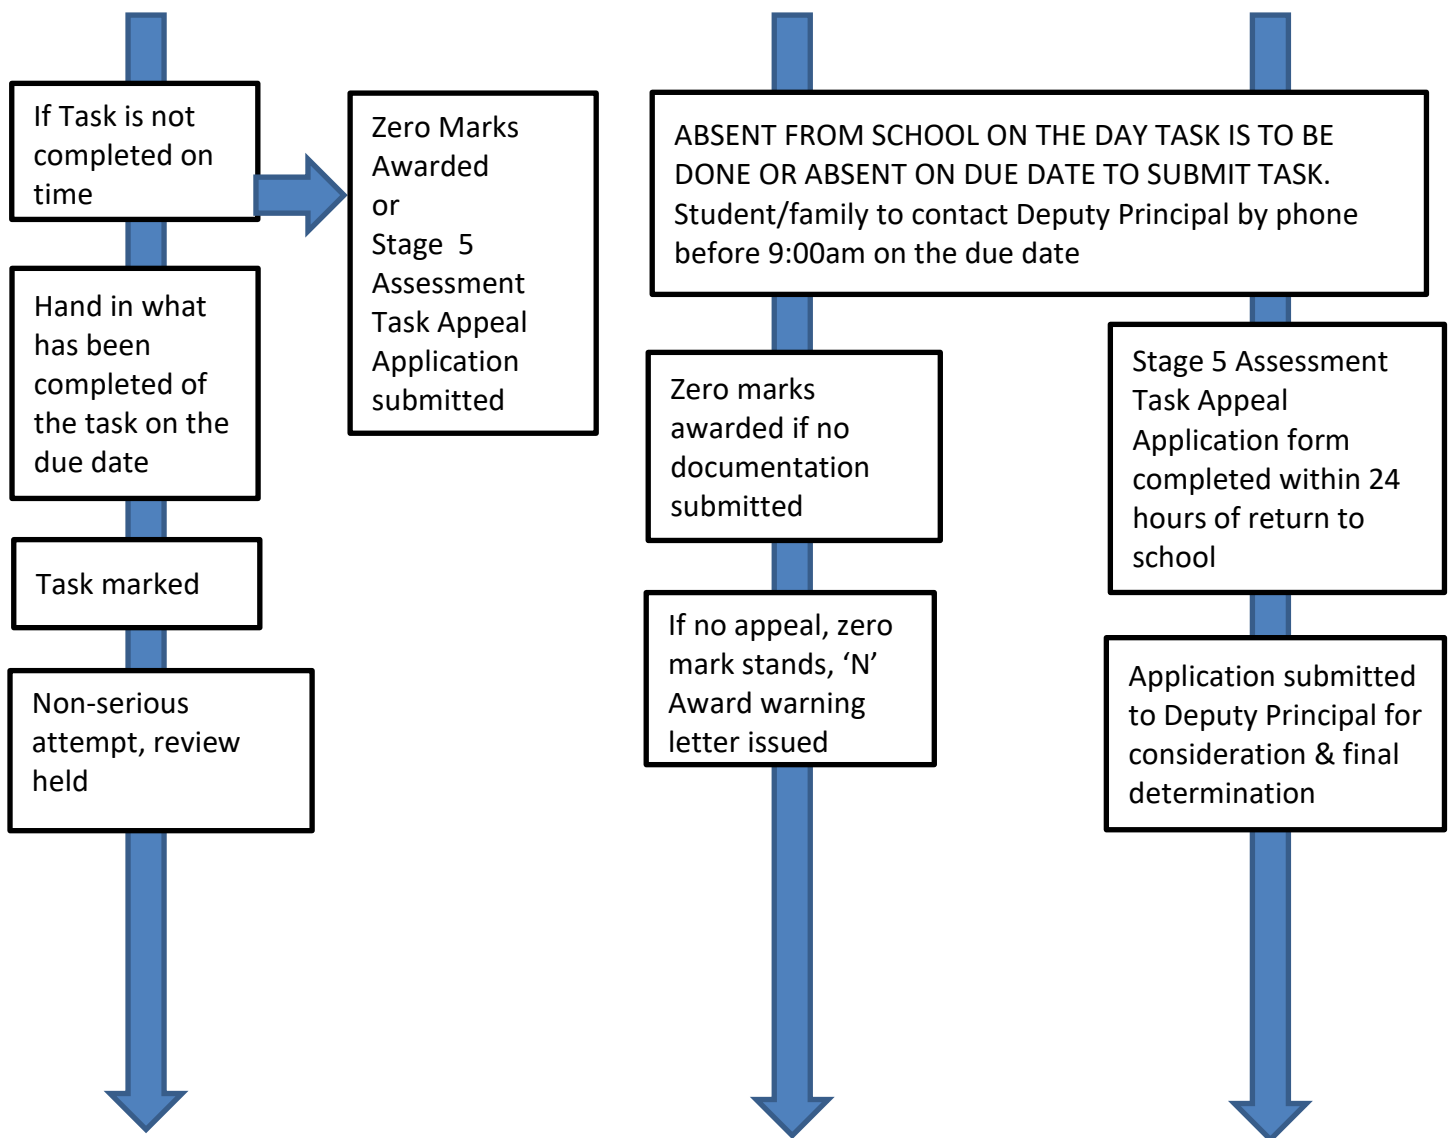 If Task is not
completed on
time
Zero Marks
Awarded
or
Stage  5
Assessment
Task Appeal
Application
submitted
Hand in what
has been
completed of
the task on the
due date
Task marked
Non-serious
attempt, review
held
ABSENT FROM SCHOOL ON THE DAY TASK IS TO BE
DONE OR ABSENT ON DUE DATE TO SUBMIT TASK.
Student/family to contact Deputy Principal by phone
before 9:00am on the due date
Zero marks
awarded if no
documentation
submitted
If no appeal, zero
mark stands, ‘N’
Award warning
letter issued
Stage 5 Assessment
Task Appeal
Application form
completed within 24
hours of return to
school
Application submitted
to Deputy Principal for
consideration & final
determination